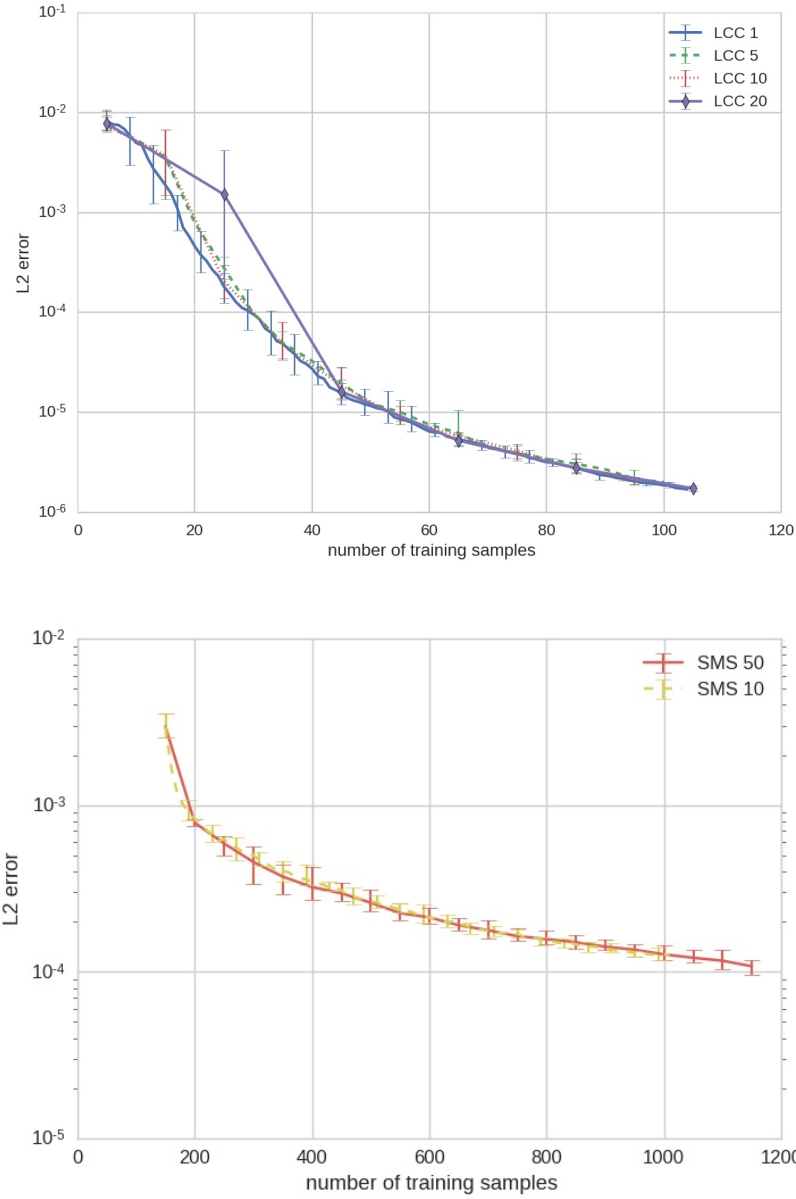 10-1
LCC 1
LCC 5
LCC 10
LCC 20
10-2
10-3
10-4
10-5
10-6
L2 error
0 20 40 60 80 100 120
number of training samples
10-2
SMS 50
SMS 10
10-3
10-4
10-5
L2 error
0 200 400 600 800 1000 1200
number of training samples